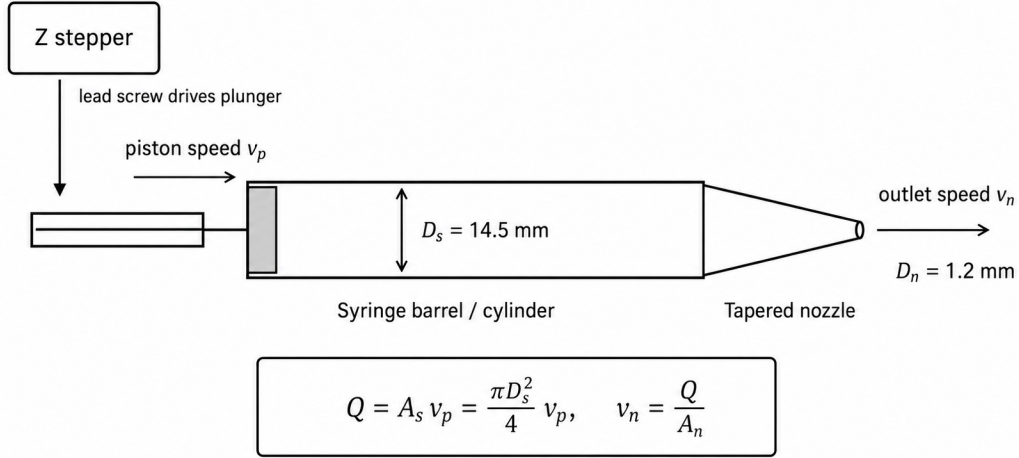 Z stepper
lead screw drives plunger
piston speed v_p
outlet speed v_n
D_s = 14.5 mm
D_n = 1.2 mm
Syringe barrel / cylinder
Tapered nozzle
Q = A_s v_p = πD_s^2/4 v_p, v_n = Q/A_n